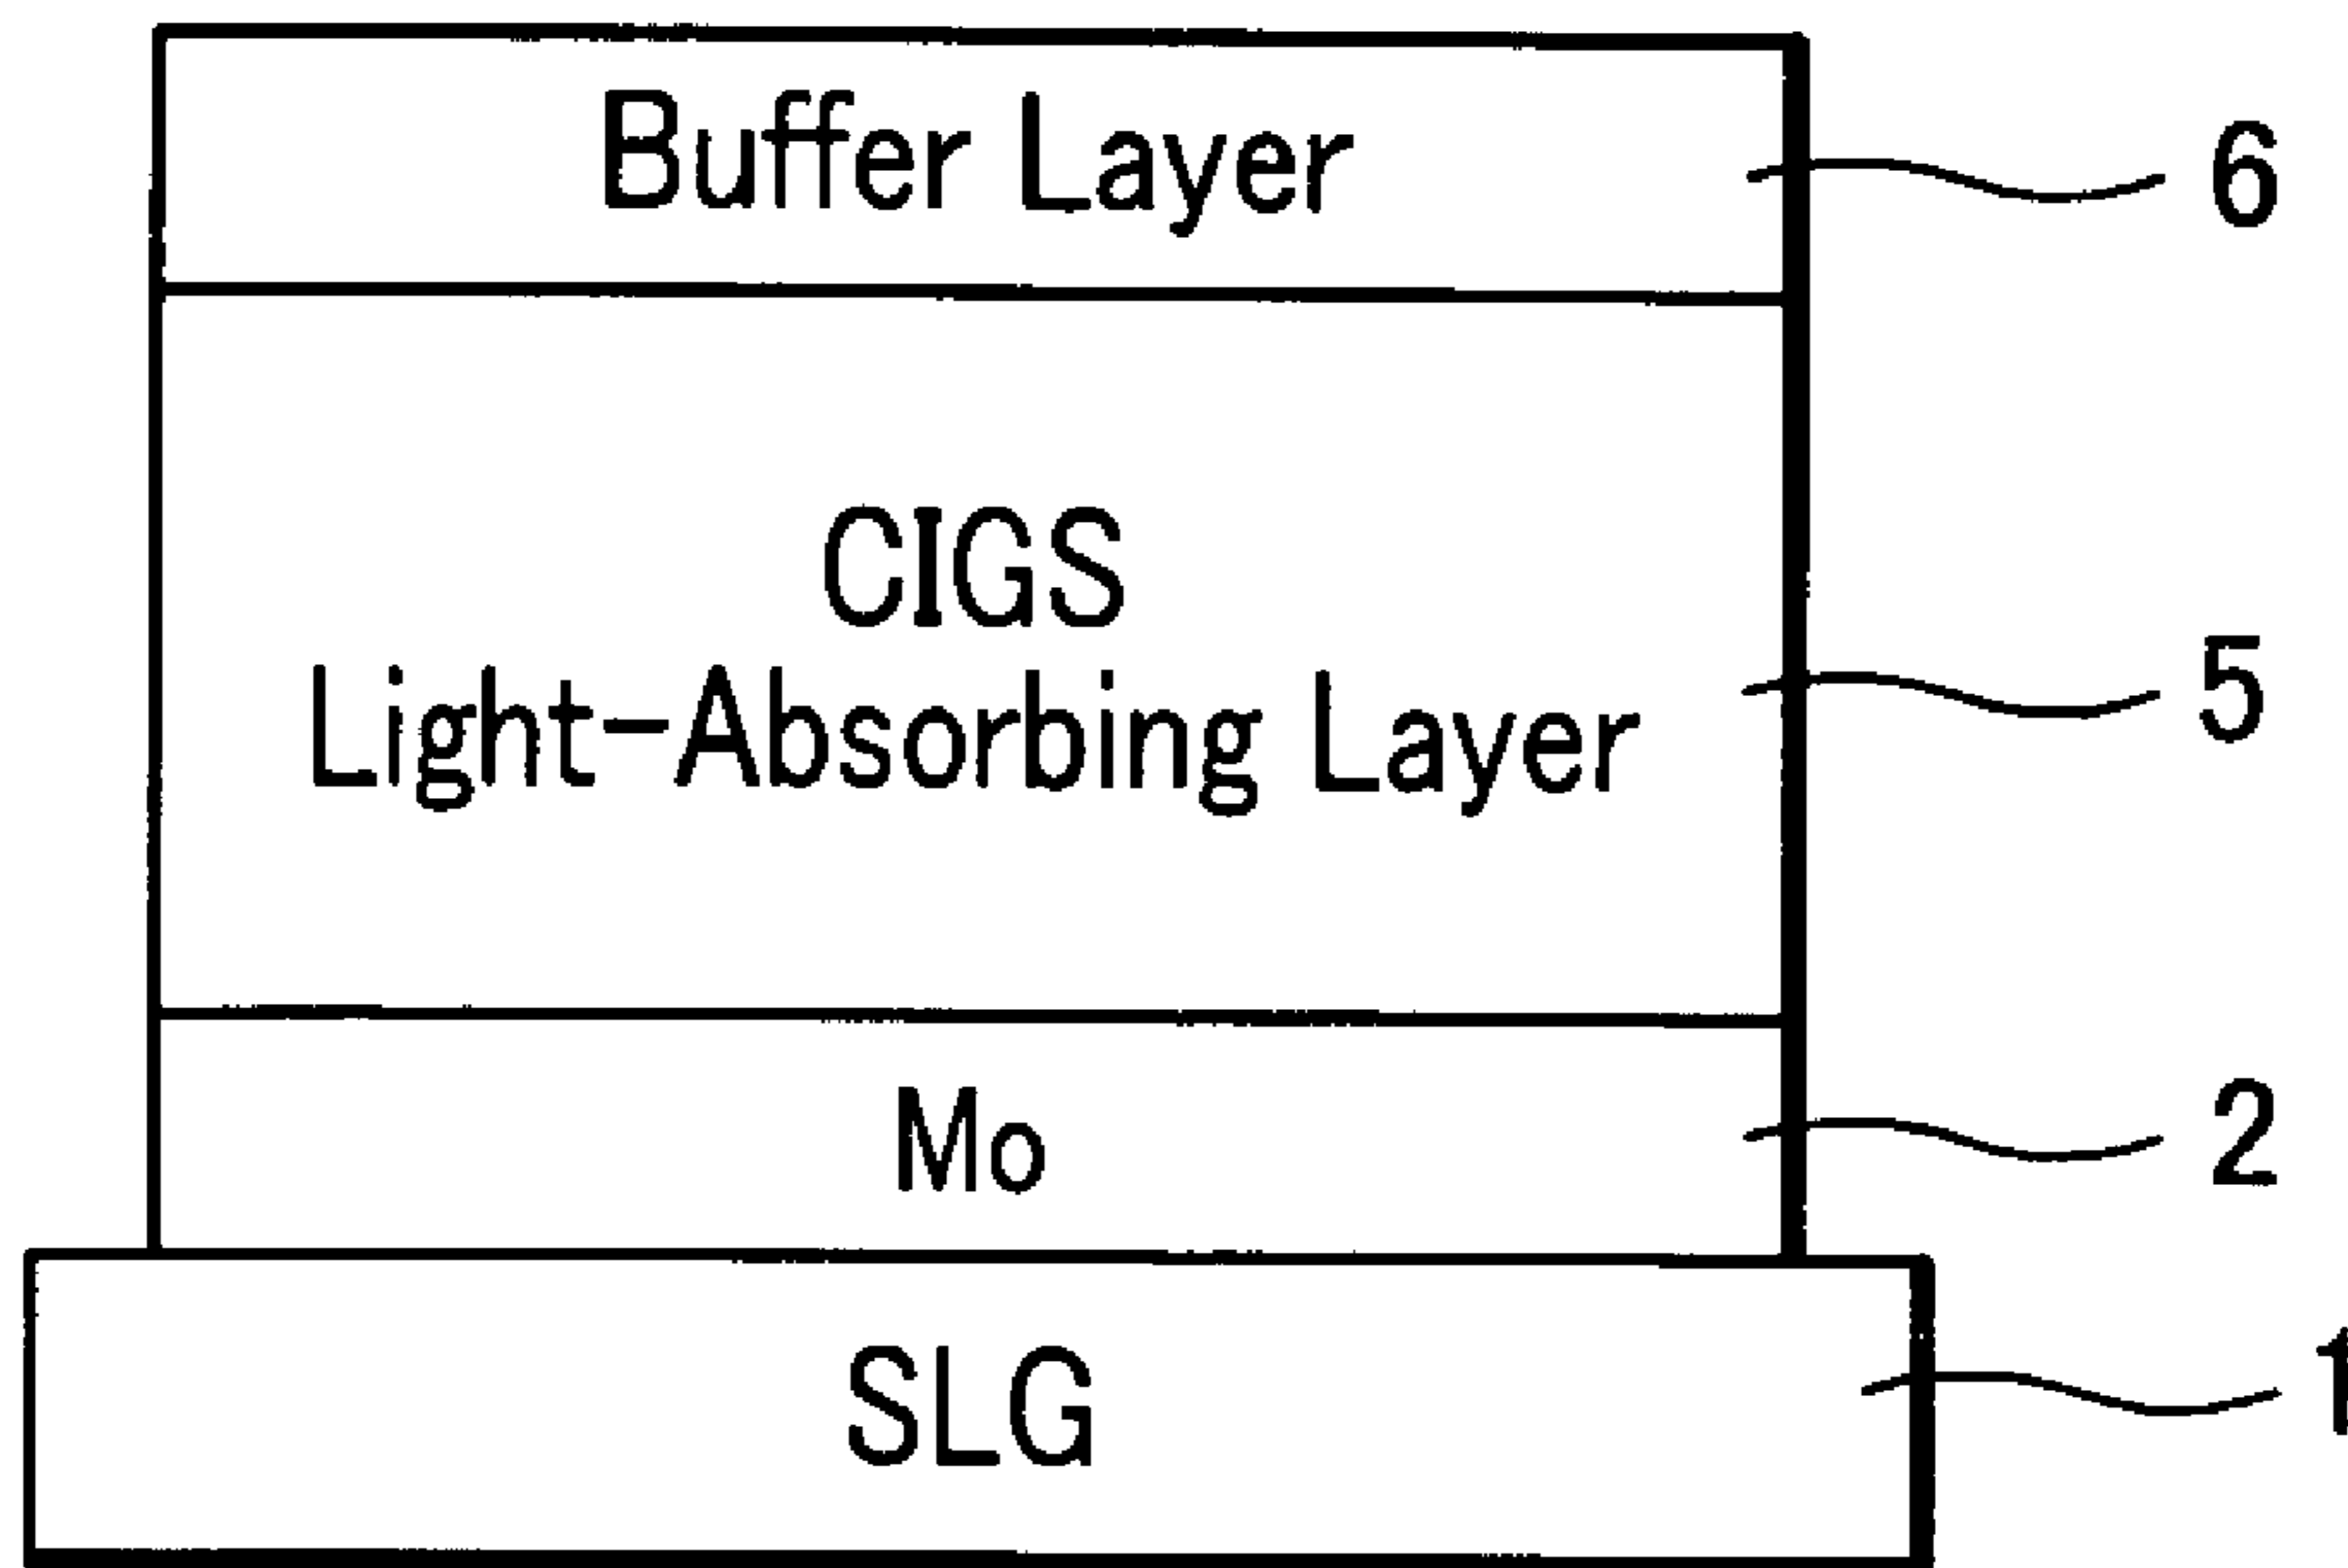 Buffer Layer
6
CIGS
Light-Absorbing Layer
5
Mo
2
SLG
1